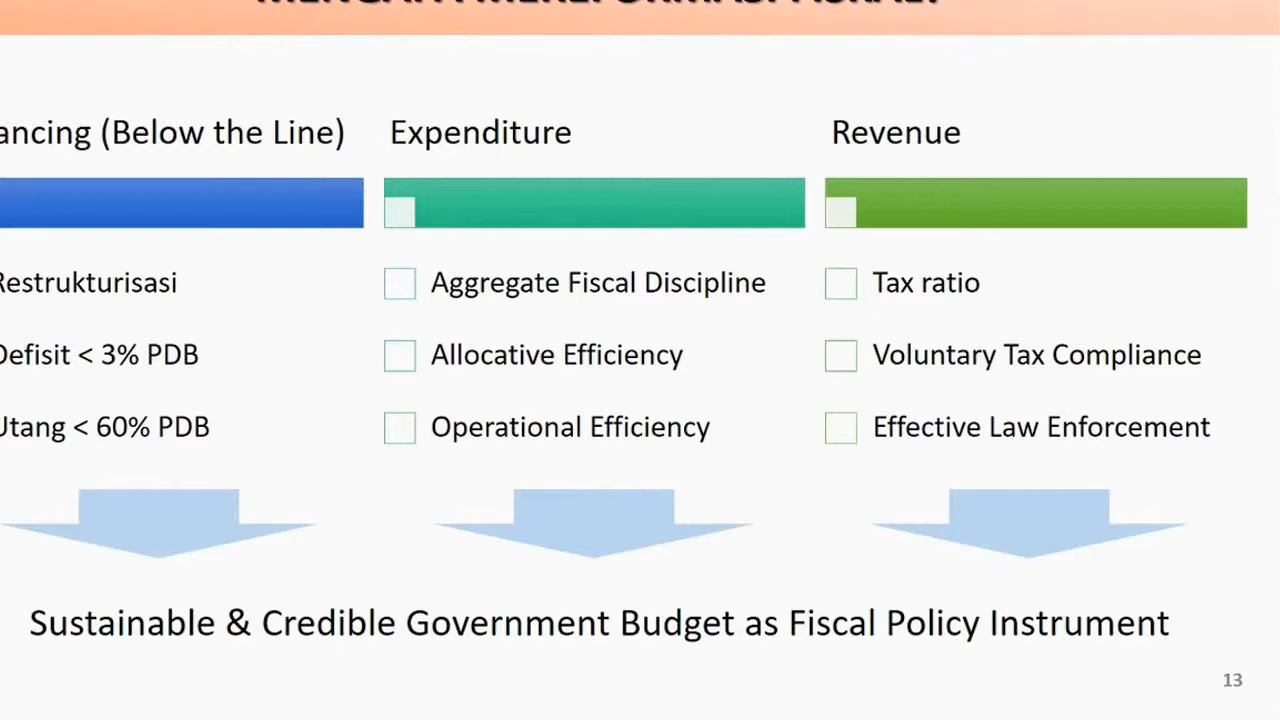 ancing (Below the Line)
Restrukturisasi
Defisit < 3% PDB
Utang < 60% PDB
Expenditure
Aggregate Fiscal Discipline
Allocative Efficiency
Operational Efficiency
Revenue
Tax ratio
Voluntary Tax Compliance
Effective Law Enforcement
Sustainable & Credible Government Budget as Fiscal Policy Instrument
13